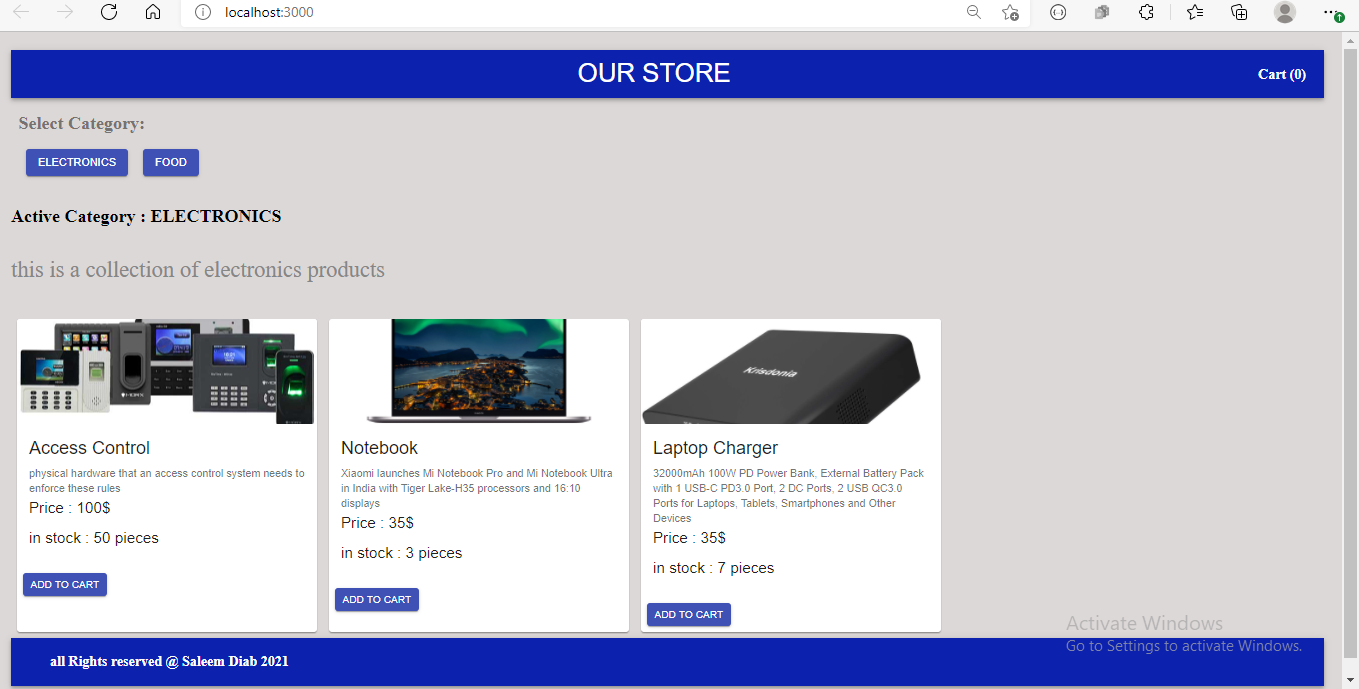 localhost:3000
OUR STORE
Cart (0)
Select Category:
ELECTRONICS FOOD
Active Category : ELECTRONICS
this is a collection of electronics products
Krisdonia
Access Control
physical hardware that an access control system needs to
enforce these rules
Price : 100$
in stock : 50 pieces
ADD TO CART
Notebook
Xiaomi launches Mi Notebook Pro and Mi Notebook Ultra
in India with Tiger Lake-H35 processors and 16:10
displays
Price : 35$
in stock : 3 pieces
ADD TO CART
Laptop Charger
32000mAh 100W PD Power Bank, External Battery Pack
with 1 USB-C PD3.0 Port, 2 DC Ports, 2 USB QC3.0
Ports for Laptops, Tablets, Smartphones and Other
Devices
Price : 35$
in stock : 7 pieces
ADD TO CART
Activate Windows
Go to Settings to activate Windows.
all Rights reserved @ Saleem Diab 2021